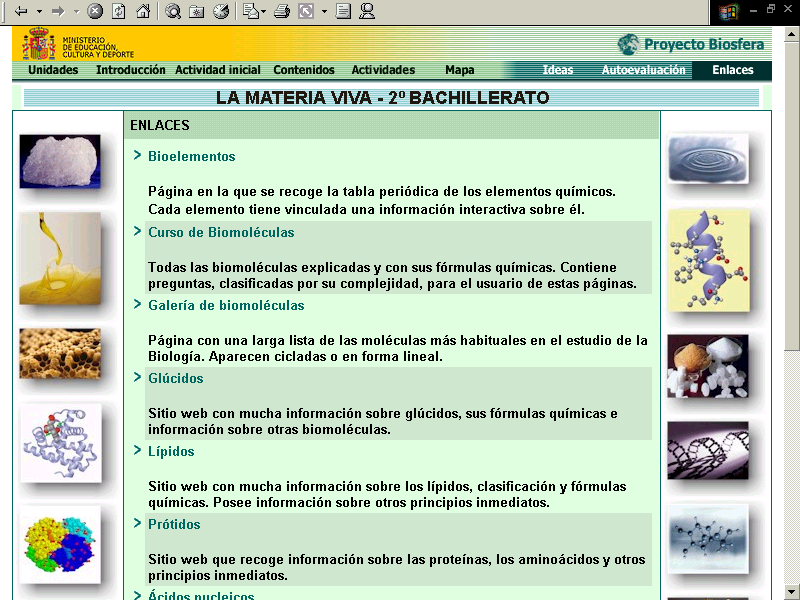 MINISTERIO
DE EDUCACIÓN,
CULTURA Y DEPORTE
Proyecto Biosfera
Unidades Introducción Actividad inicial Contenidos Actividades Mapa Ideas Autoevaluación Enlaces
LA MATERIA VIVA - 2º BACHILLERATO
ENLACES
> Bioelementos
Página en la que se recoge la tabla periódica de los elementos químicos.
Cada elemento tiene vinculada una información interactiva sobre él.
> Curso de Biomoléculas
Todas las biomoléculas explicadas y con sus fórmulas químicas. Contiene
preguntas, clasificadas por su complejidad, para el usuario de estas páginas.
> Galería de biomoléculas
Página con una larga lista de las moléculas más habituales en el estudio de la
Biología. Aparecen cicladas o en forma lineal.
> Glúcidos
Sitio web con mucha información sobre glúcidos, sus fórmulas químicas e
información sobre otras biomoléculas.
> Lípidos
Sitio web con mucha información sobre los lípidos, clasificación y fórmulas
químicas. Posee información sobre otros principios inmediatos.
> Prótidos
Sitio web que recoge información sobre las proteínas, los aminoácidos y otros
principios inmediatos.
> Ácidos nucleicos